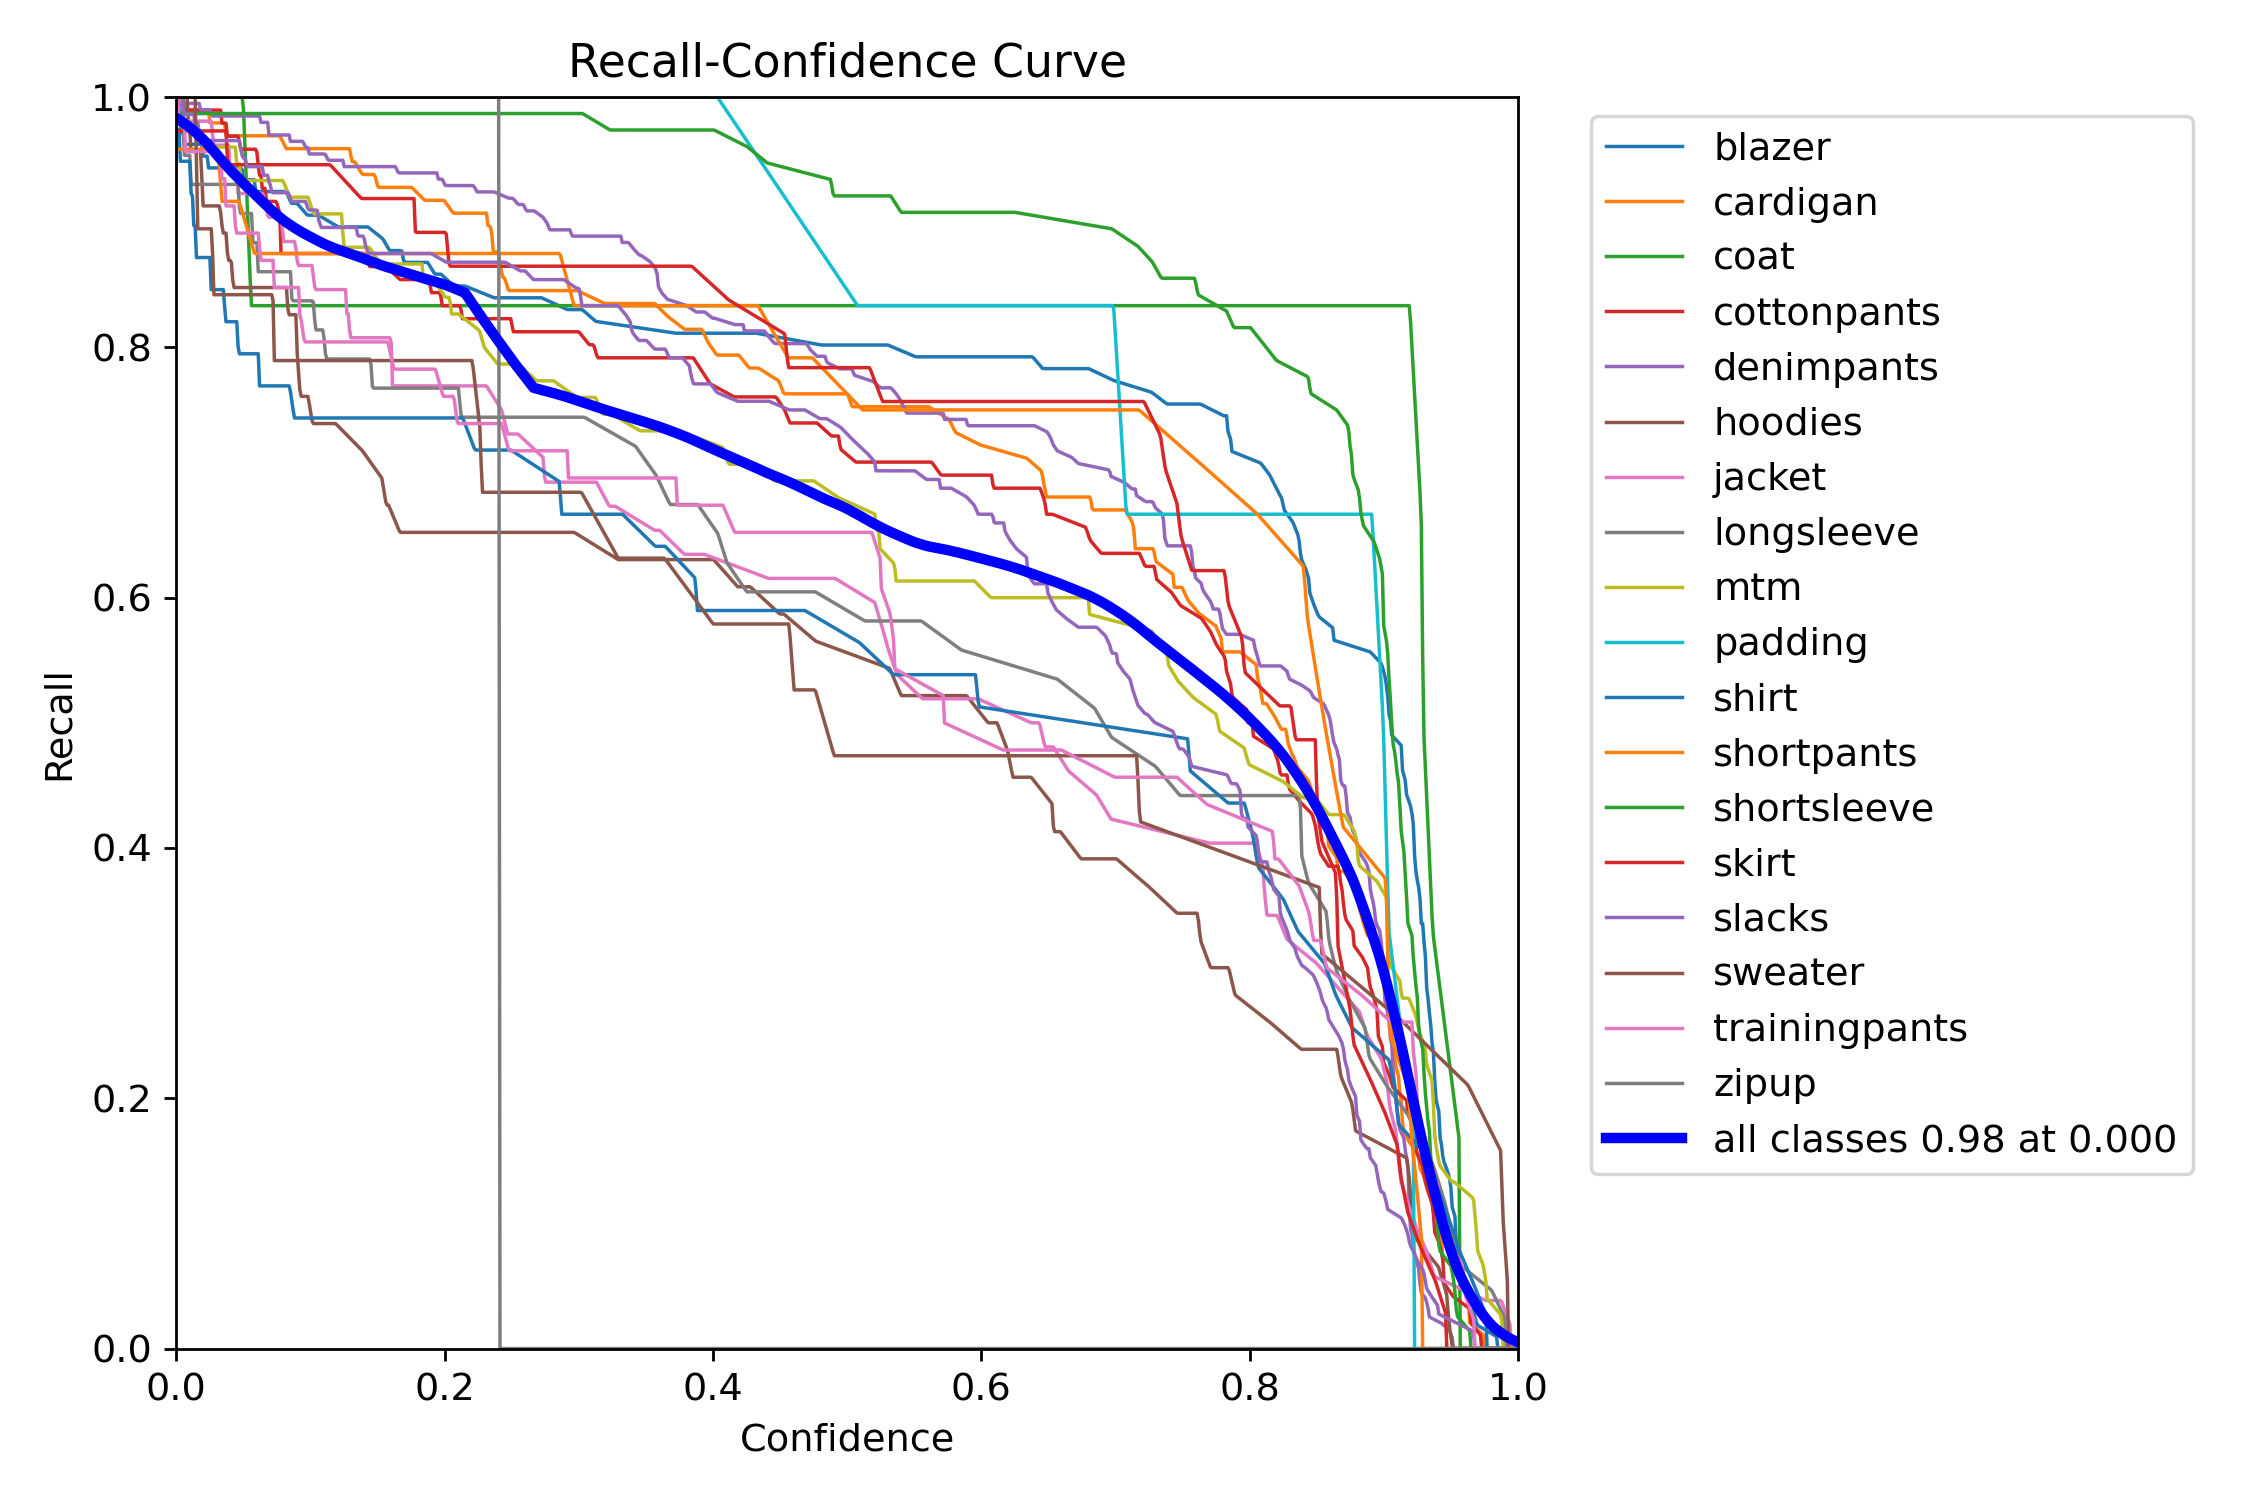 Recall-Confidence Curve
1.0
0.8
0.6
0.4
0.2
0.0
Recall
0.0 0.2 0.4 0.6 0.8 1.0
Confidence
blazer
cardigan
coat
cottonpants
denimpants
hoodies
jacket
longsleeve
mtm
padding
shirt
shortpants
shortsleeve
skirt
slacks
sweater
trainingpants
zipup
all classes 0.98 at 0.000